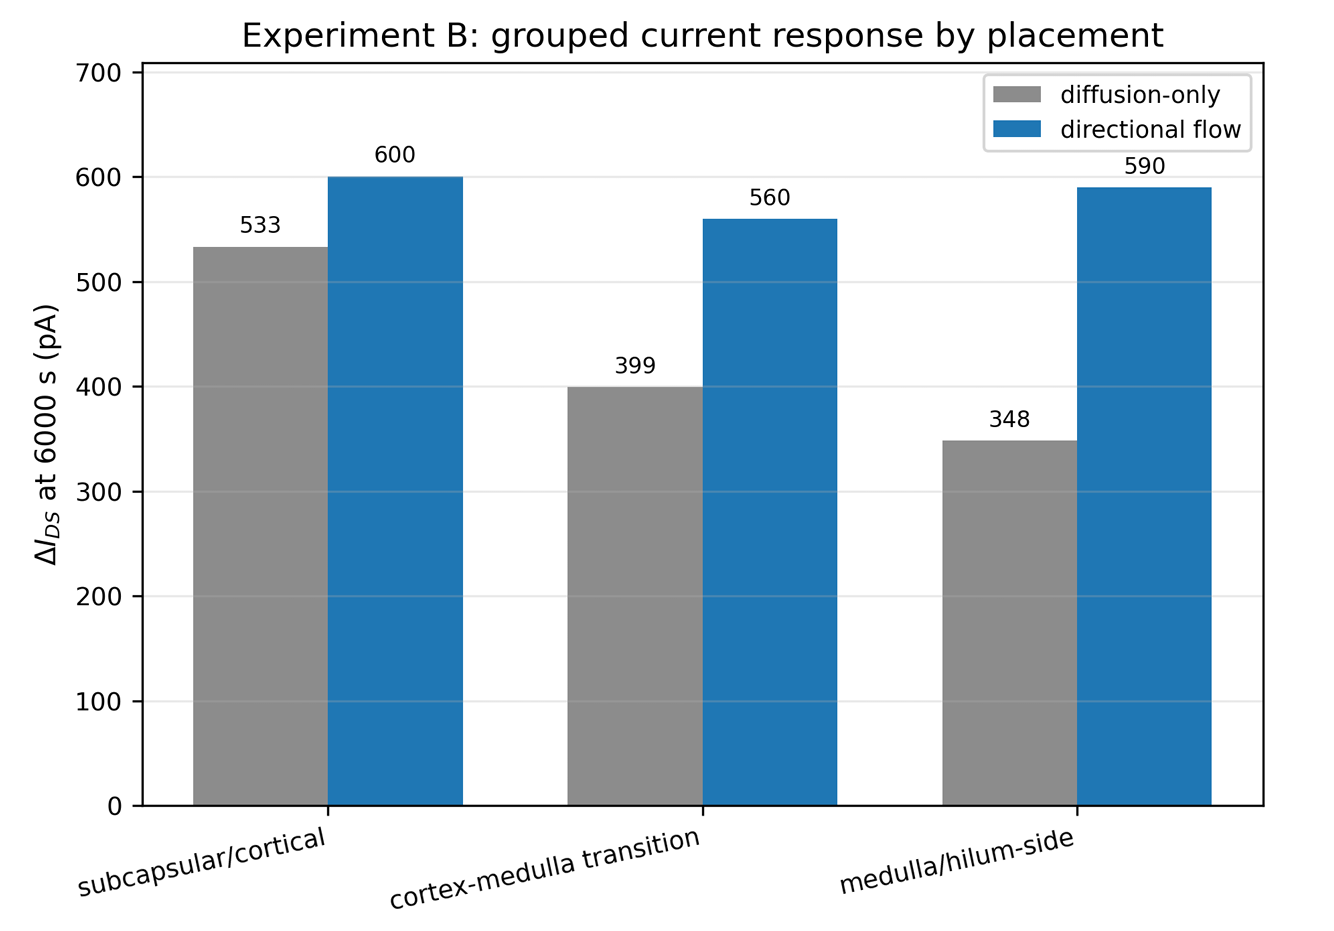 Experiment B: grouped current response by placement
diffusion-only
directional flow
ΔI_DS at 6000 s (pA)
700
600
500
400
300
200
100
0
533
600
399
560
348
590
subcapsular/cortical
cortex-medulla transition
medulla/hilum-side